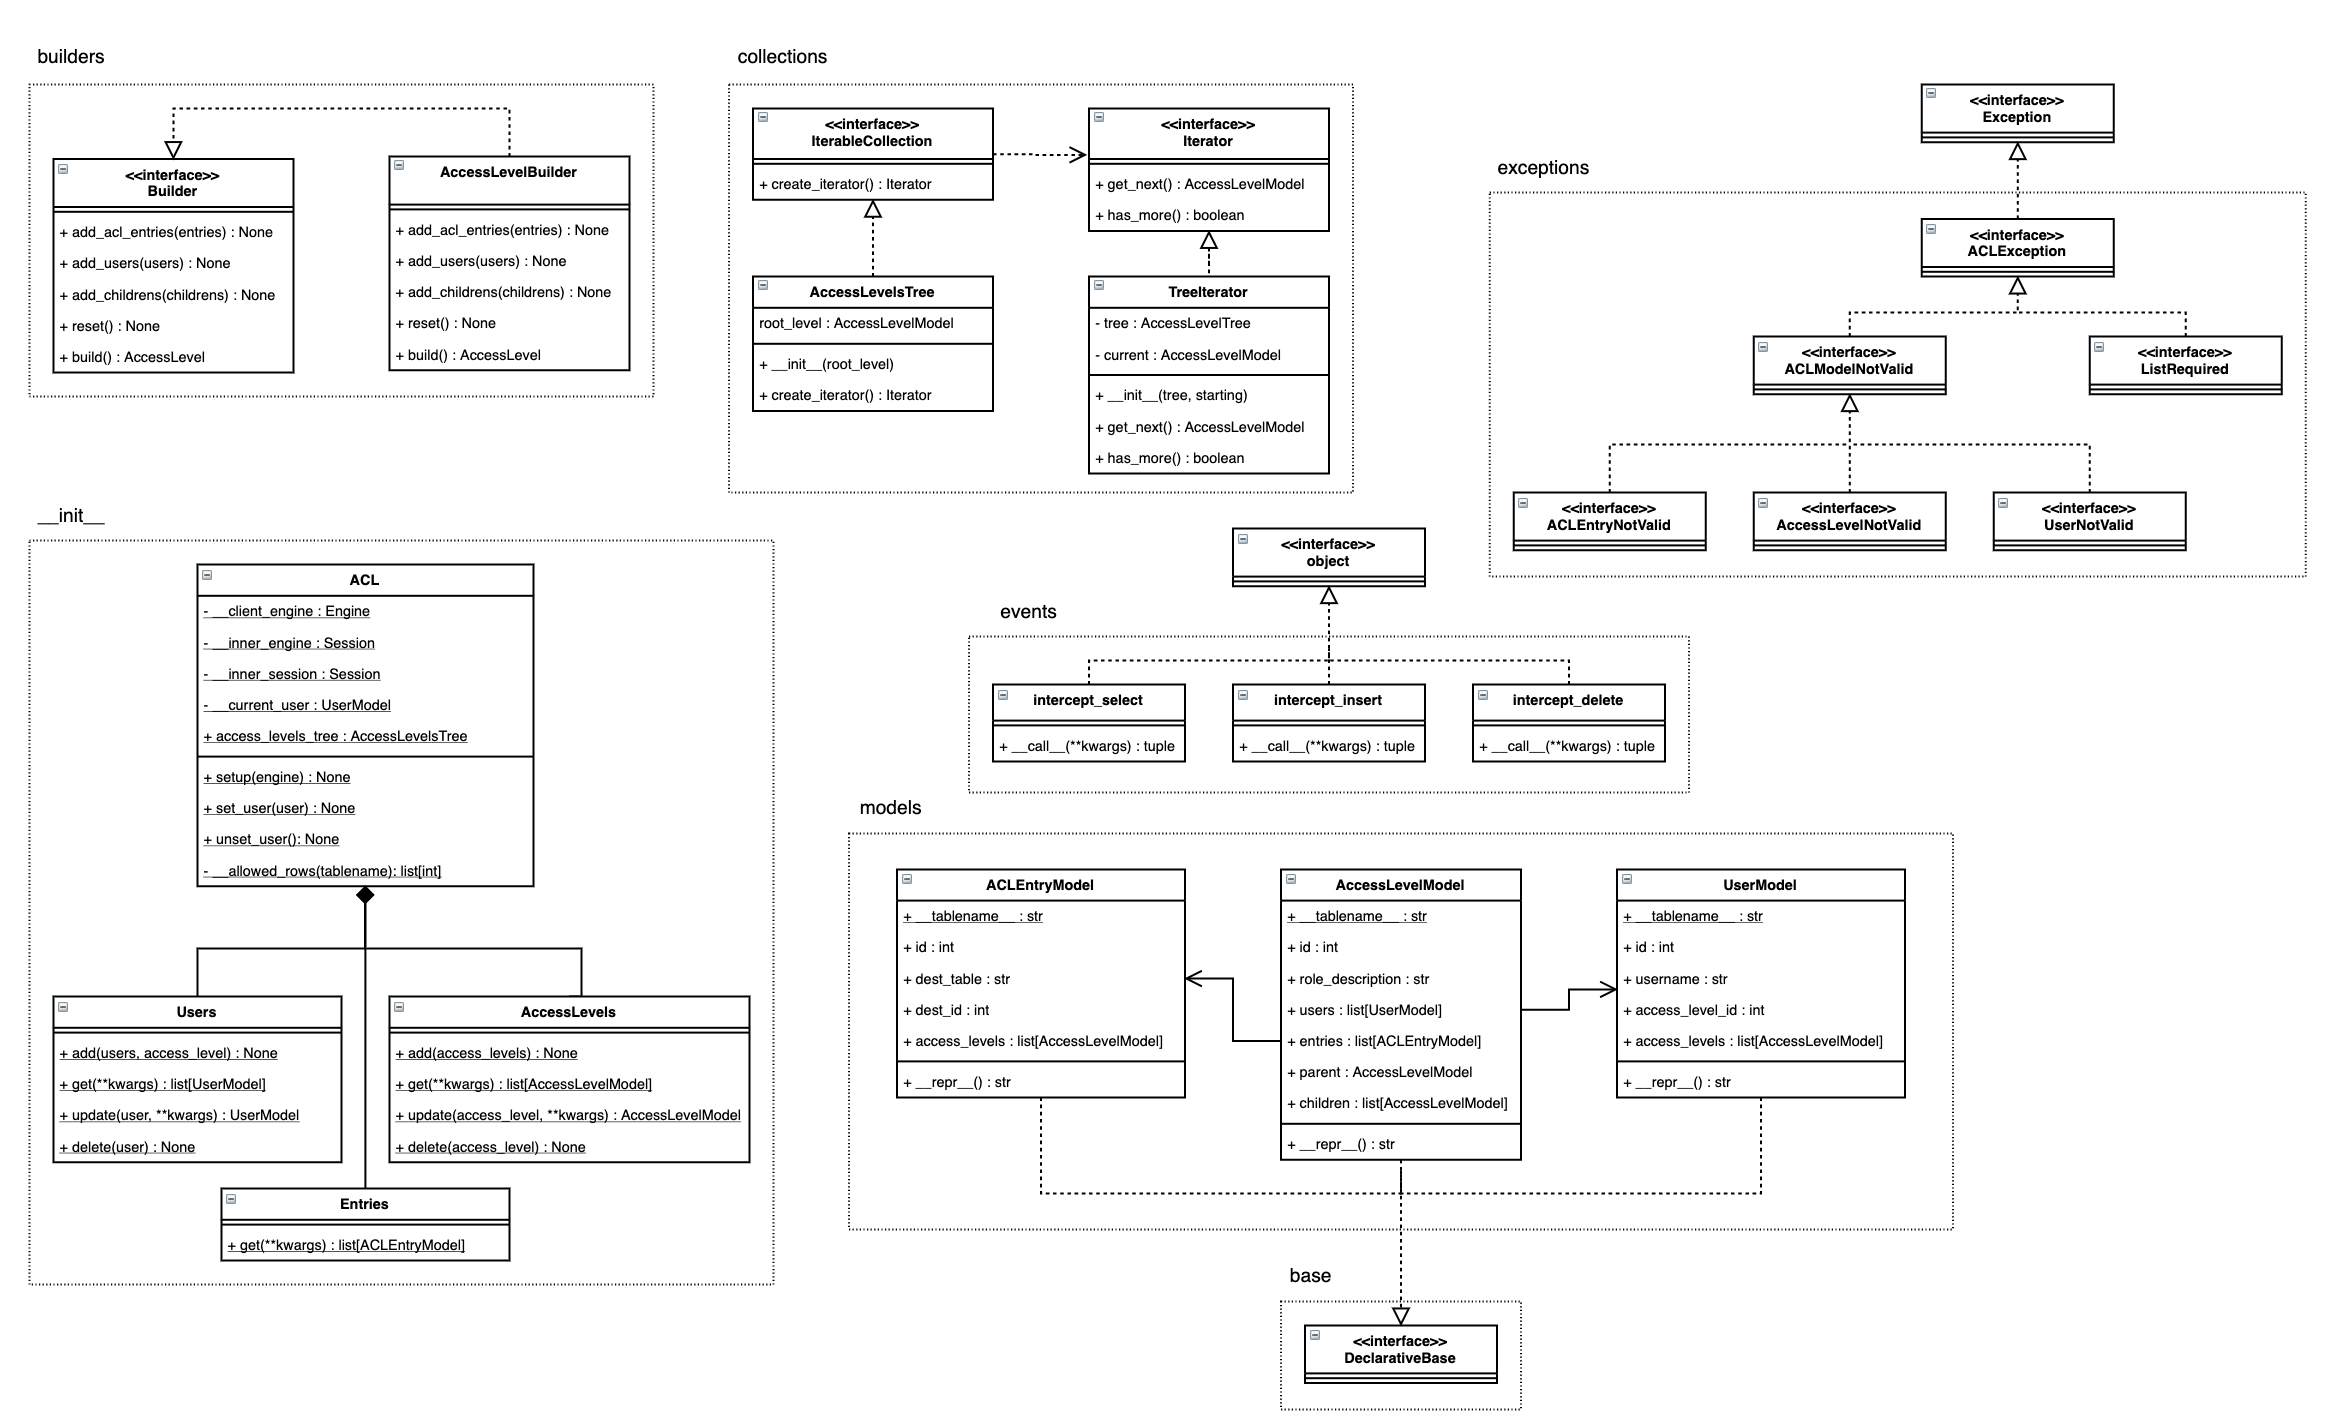 builders
<<interface>>
Builder
+ add_acl_entries(entries) : None
+ add_users(users) : None
+ add_childrens(childrens) : None
+ reset() : None
+ build() : AccessLevel
AccessLevelBuilder
+ add_acl_entries(entries) : None
+ add_users(users) : None
+ add_childrens(childrens) : None
+ reset() : None
+ build() : AccessLevel
collections
<<interface>>
IterableCollection
+ create_iterator() : Iterator
<<interface>>
Iterator
+ get_next() : AccessLevelModel
+ has_more() : boolean
AccessLevelsTree
root_level : AccessLevelModel
+ __init__(root_level)
+ create_iterator() : Iterator
TreeIterator
- tree : AccessLevelTree
- current : AccessLevelModel
+ __init__(tree, starting)
+ get_next() : AccessLevelModel
+ has_more() : boolean
<<interface>>
Exception
exceptions
<<interface>>
ACLException
<<interface>>
ACLModelNotValid
<<interface>>
ListRequired
<<interface>>
ACLEntryNotValid
<<interface>>
AccessLevelNotValid
<<interface>>
UserNotValid
__init__
ACL
- __client_engine : Engine
- __inner_engine : Session
- __inner_session : Session
- __current_user : UserModel
+ access_levels_tree : AccessLevelsTree
+ setup(engine) : None
+ set_user(user) : None
+ unset_user(): None
- __allowed_rows(tablename): list[int]
Users
+ add(users, access_level) : None
+ get(**kwargs) : list[UserModel]
+ update(user, **kwargs) : UserModel
+ delete(user) : None
AccessLevels
+ add(access_levels) : None
+ get(**kwargs) : list[AccessLevelModel]
+ update(access_level, **kwargs) : AccessLevelModel
+ delete(access_level) : None
Entries
+ get(**kwargs) : list[ACLEntryModel]
<<interface>>
object
events
intercept_select
+ __call__(**kwargs) : tuple
intercept_insert
+ __call__(**kwargs) : tuple
intercept_delete
+ __call__(**kwargs) : tuple
models
ACLEntryModel
+ __tablename__ : str
+ id : int
+ dest_table : str
+ dest_id : int
+ access_levels : list[AccessLevelModel]
+ __repr__() : str
AccessLevelModel
+ __tablename__ : str
+ id : int
+ role_description : str
+ users : list[UserModel]
+ entries : list[ACLEntryModel]
+ parent : AccessLevelModel
+ children : list[AccessLevelModel]
+ __repr__() : str
UserModel
+ __tablename__ : str
+ id : int
+ username : str
+ access_level_id : int
+ access_levels : list[AccessLevelModel]
+ __repr__() : str
base
<<interface>>
DeclarativeBase